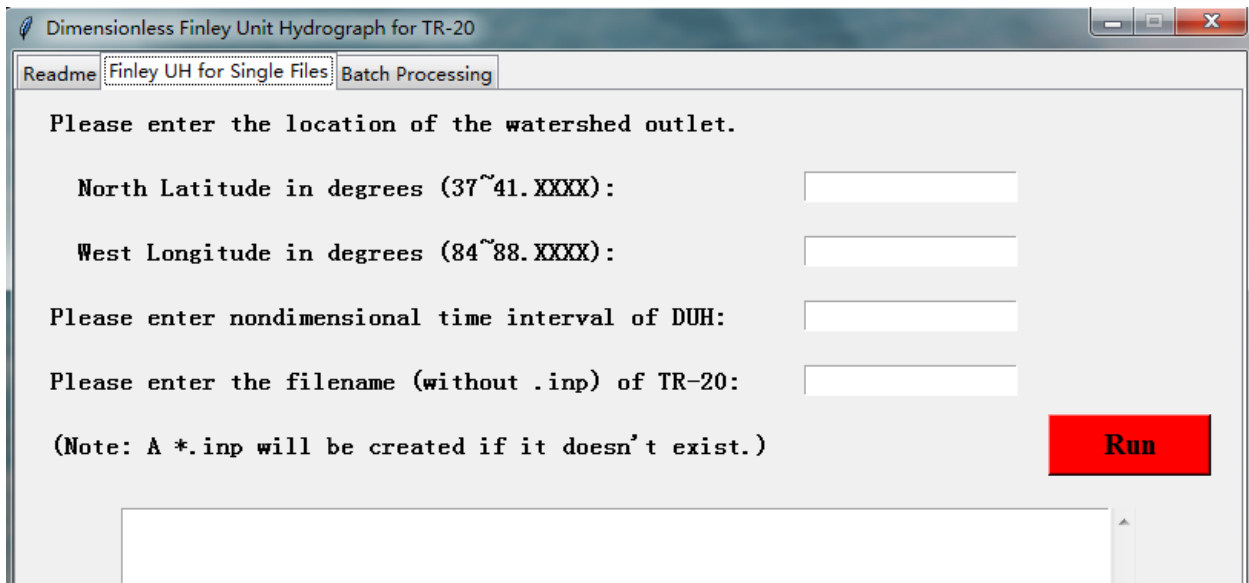 Dimensionless Finley Unit Hydrograph for TR-20
Readme Finley UH for Single Files Batch Processing
Please enter the location of the watershed outlet.
North Latitude in degrees (37~41.XXXX):
West Longitude in degrees (84~88.XXXX):
Please enter nondimensional time interval of DUH:
Please enter the filename (without .inp) of TR-20:
(Note: A *.inp will be created if it doesn't exist.)
Run